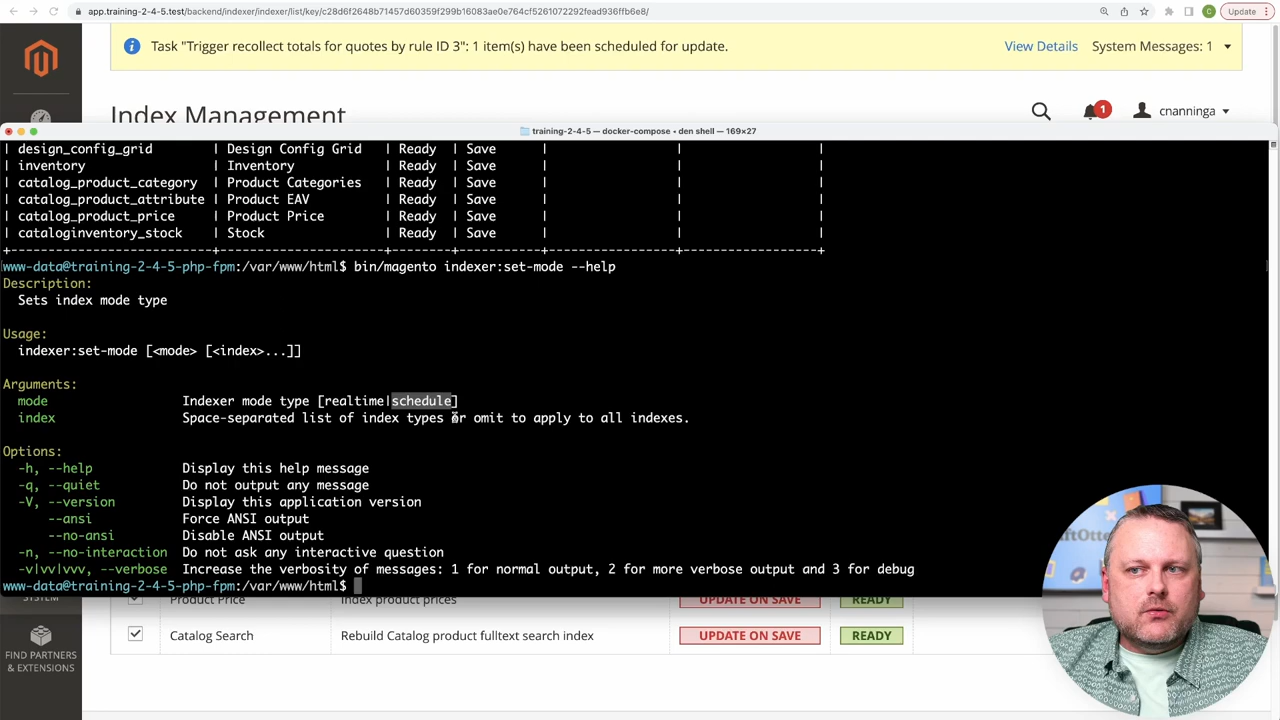 app.training-2-4-5.test/backend/indexer/indexer/list/key/c28d6f2648b71457d60359f299b16083ae0e764cf5261072292fead936ffb6e8/
C
Update
Task "Trigger recollect totals for quotes by rule ID 3": 1 item(s) have been scheduled for update.
View Details
System Messages: 1
Index Management
1
cnanninga
training-2-4-5 — docker-compose • den shell — 169×27
| design_config_grid | Design Config Grid | Ready | Save | | |
| inventory | Inventory | Ready | Save | | |
| catalog_product_category | Product Categories | Ready | Save | | |
| catalog_product_attribute | Product EAV | Ready | Save | | |
| catalog_product_price | Product Price | Ready | Save | | |
| cataloginventory_stock | Stock | Ready | Save | | |
www-data@training-2-4-5-php-fpm:/var/www/html$ bin/magento indexer:set-mode --help
Description:
Sets index mode type
Usage:
indexer:set-mode [<mode> [<index>...]]
Arguments:
mode Indexer mode type [realtime|schedule]
index Space-separated list of index types or omit to apply to all indexes.
Options:
-h, --help Display this help message
-q, --quiet Do not output any message
-V, --version Display this application version
--ansi Force ANSI output
--no-ansi Disable ANSI output
-n, --no-interaction Do not ask any interactive question
-v|vv|vvv, --verbose Increase the verbosity of messages: 1 for normal output, 2 for more verbose output and 3 for debug
www-data@training-2-4-5-php-fpm:/var/www/html$
SYSTEM
Product Price Index product prices UPDATE ON SAVE READY
Catalog Search Rebuild Catalog product fulltext search index UPDATE ON SAVE READY
FIND PARTNERS
& EXTENSIONS